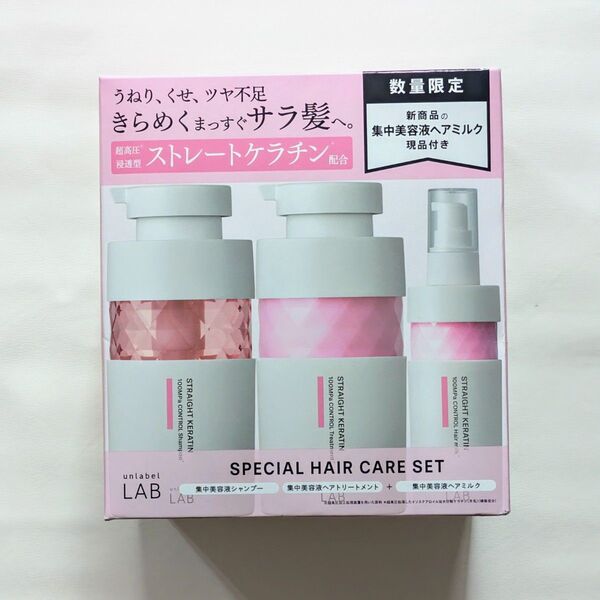 うねり、くせ、ツヤ不足
きらめくまっすぐサラ髪へ。
超高圧※
浸透型
ストレートケラチン※
配合
数量限定
新商品の
集中美容液ヘアミルク
現品付き
STRAIGHT KERATIN
100MPa CONTROL Shampoo
STRAIGHT KERATIN
100MPa CONTROL Treatment
STRAIGHT KERATIN
100MPa CONTROL Hair milk
unlabel
LAB
LAB
LAB
LAB
SPECIAL HAIR CARE SET
集中美容液シャンプー + 集中美容液ヘアトリートメント + 集中美容液ヘアミルク